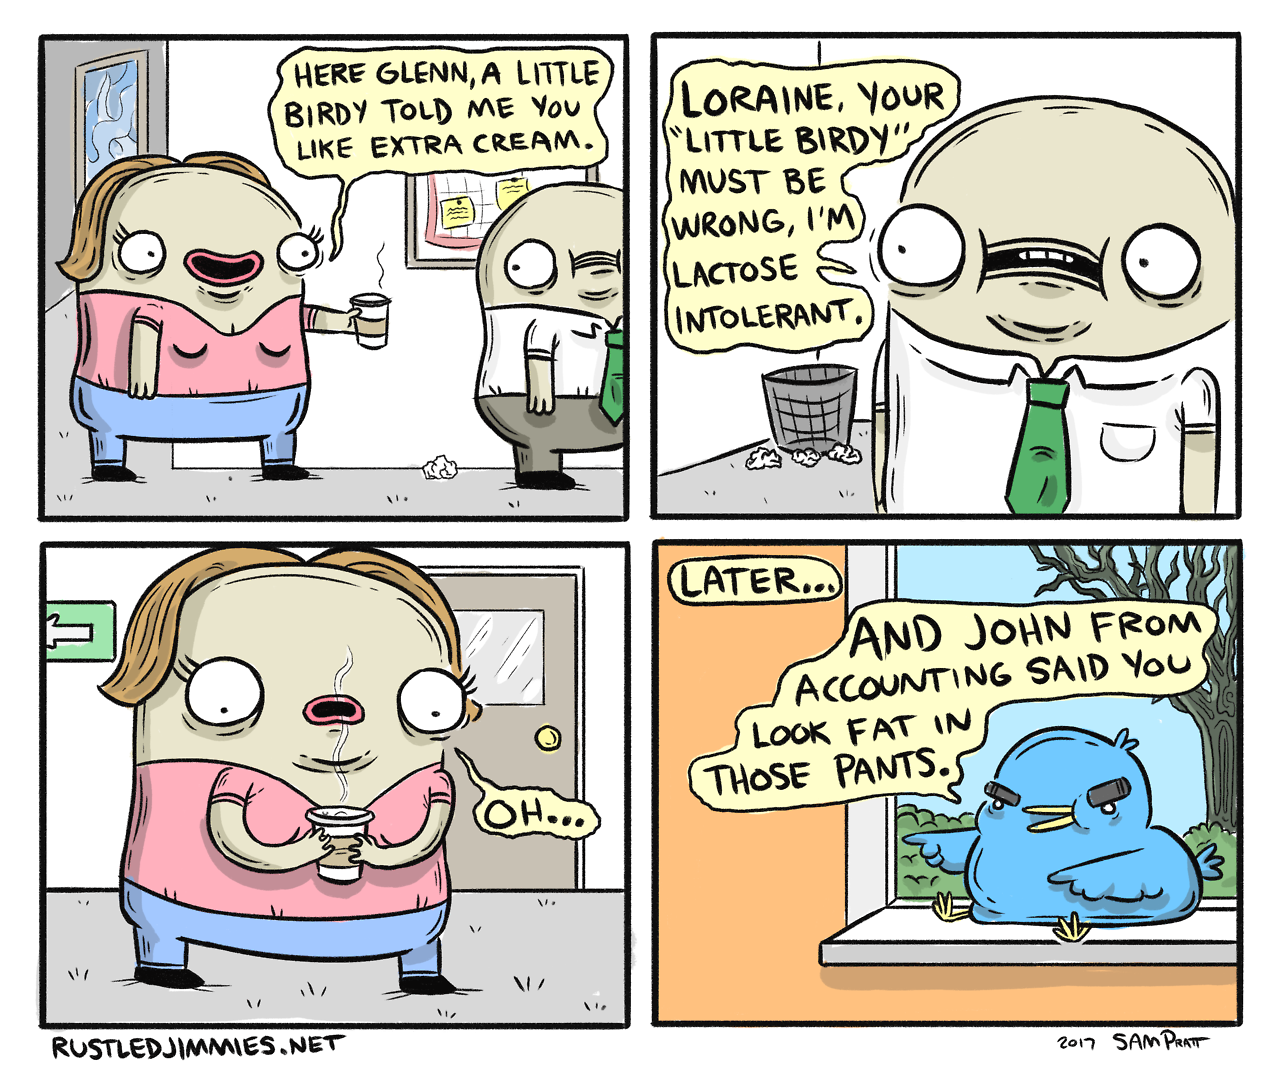 HERE GLENN, A LITTLE
BIRDY TOLD ME YOU
LIKE EXTRA CREAM.
LORAINE, YOUR
"LITTLE BIRDY"
MUST BE
WRONG, I'M
LACTOSE
INTOLERANT.
OH...
LATER...
AND JOHN FROM
ACCOUNTING SAID YOU
LOOK FAT IN
THOSE PANTS.
RUSTLEDJIMMIES.NET
2017 SAM PRATT